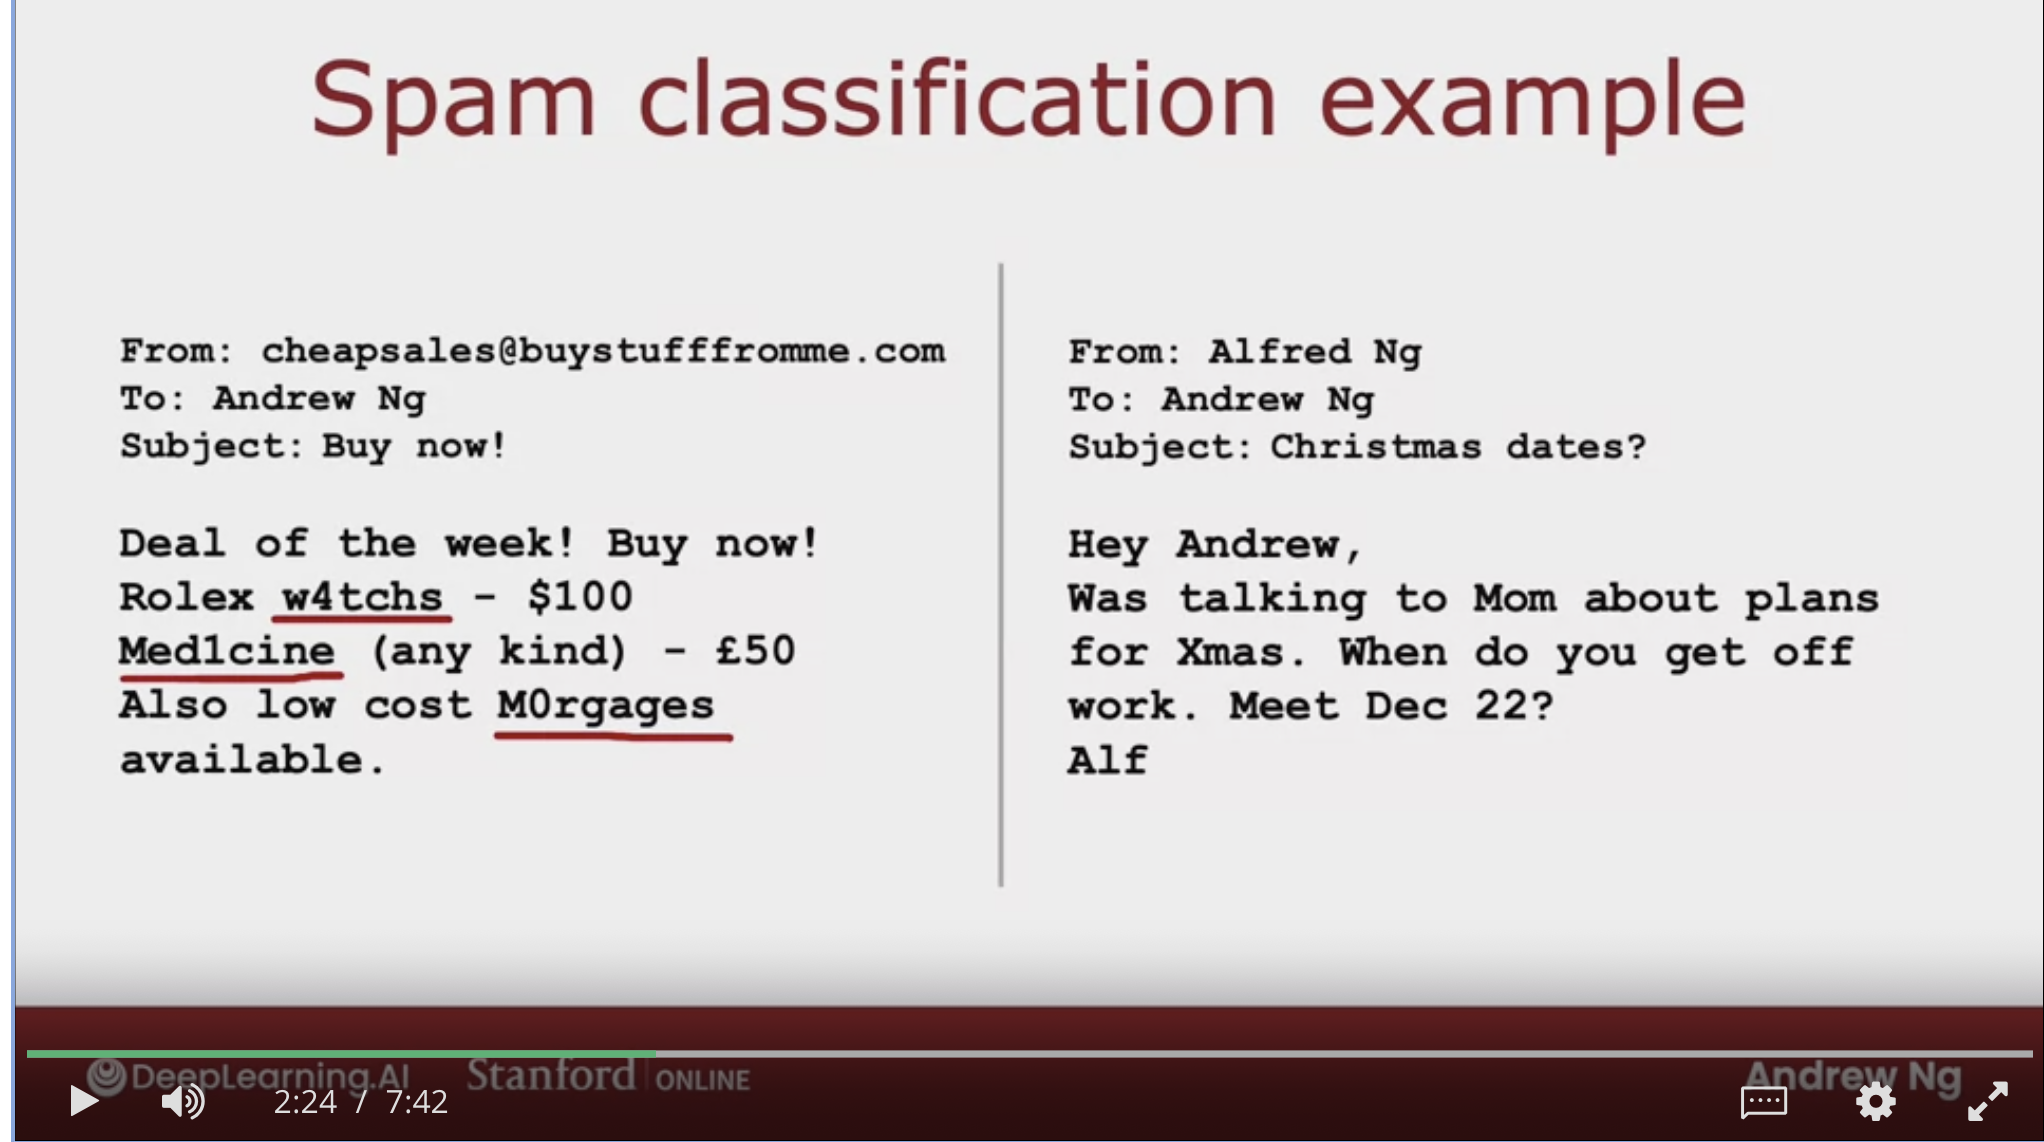 Spam classification example
From: cheapsales@buystufffromme.com
To: Andrew Ng
Subject: Buy now!
Deal of the week! Buy now!
Rolex w4tchs - $100
Med1cine (any kind) - £50
Also low cost M0rgages
available.
From: Alfred Ng
To: Andrew Ng
Subject: Christmas dates?
Hey Andrew,
Was talking to Mom about plans
for Xmas. When do you get off
work. Meet Dec 22?
Alf
DeepLearning.AI Stanford ONLINE
Andrew Ng
2:24 / 7:42